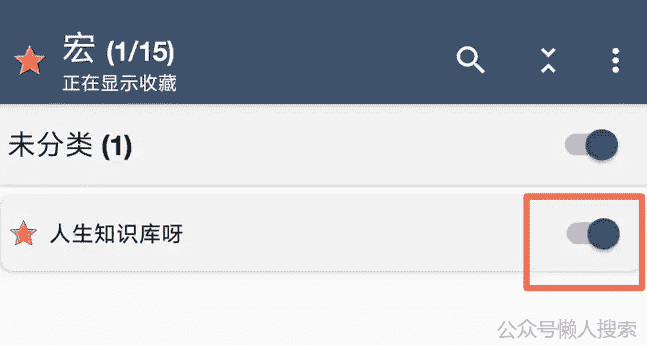 宏 (1/15)
正在显示收藏
未分类 (1)
人生知识库呀
公众号懒人搜索